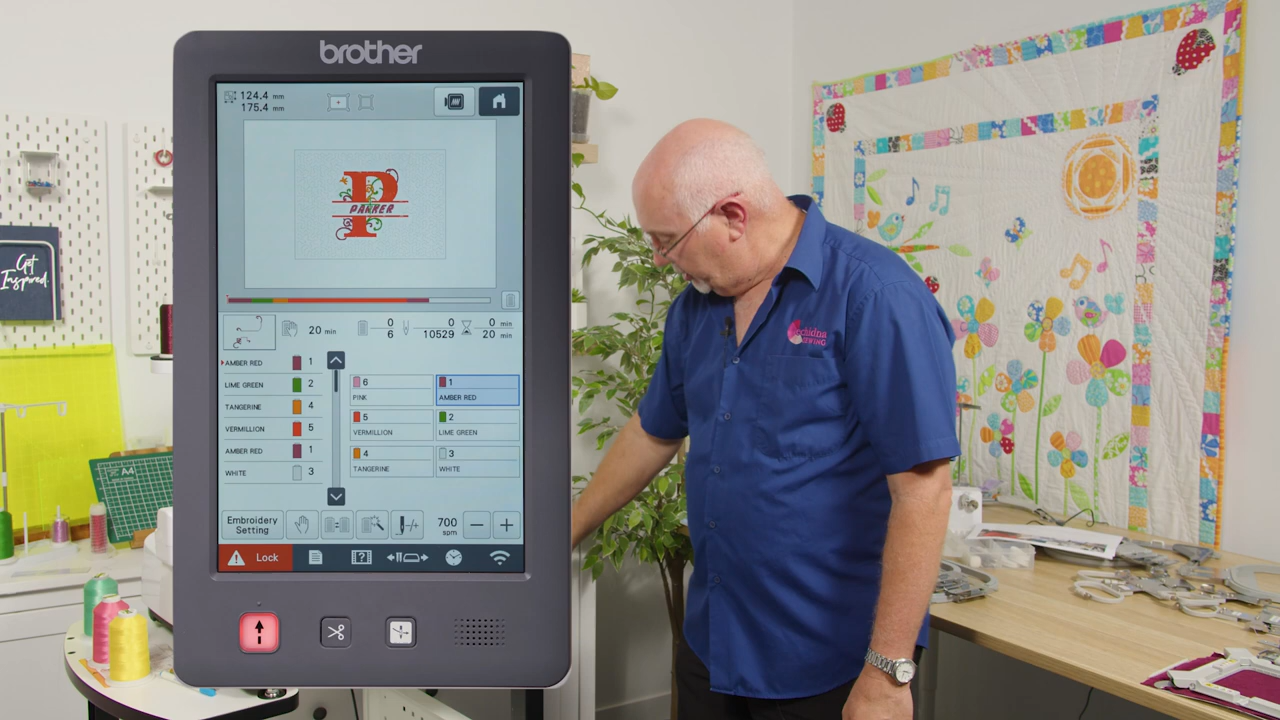 brother
124.4 mm
175.4 mm
P
PARKER
20 min
0 0 0 min
6 10529 20 min
AMBER RED 1
LIME GREEN 2
TANGERINE 4
VERMILLION 5
AMBER RED 1
WHITE 3
6
PINK
1
AMBER RED
5
VERMILLION
2
LIME GREEN
4
TANGERINE
3
WHITE
Embroidery
Setting
700
spm
Lock
Get
Inspired.
A4
echidna
SEWING